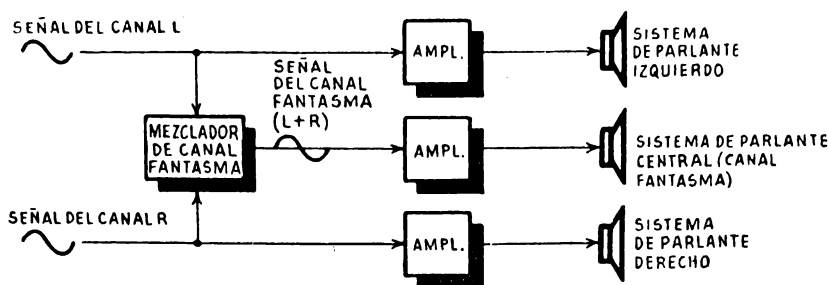 SEÑAL DEL CANAL L
AMPL.
SISTEMA
DE PARLANTE
IZQUIERDO
SEÑAL
DEL CANAL
FANTASMA
(L+R)
MEZCLADOR
DE CANAL
FANTASMA
AMPL.
SISTEMA DE PARLANTE
CENTRAL (CANAL
FANTASMA)
SEÑAL DEL CANAL R
AMPL.
SISTEMA
DE PARLANTE
DERECHO